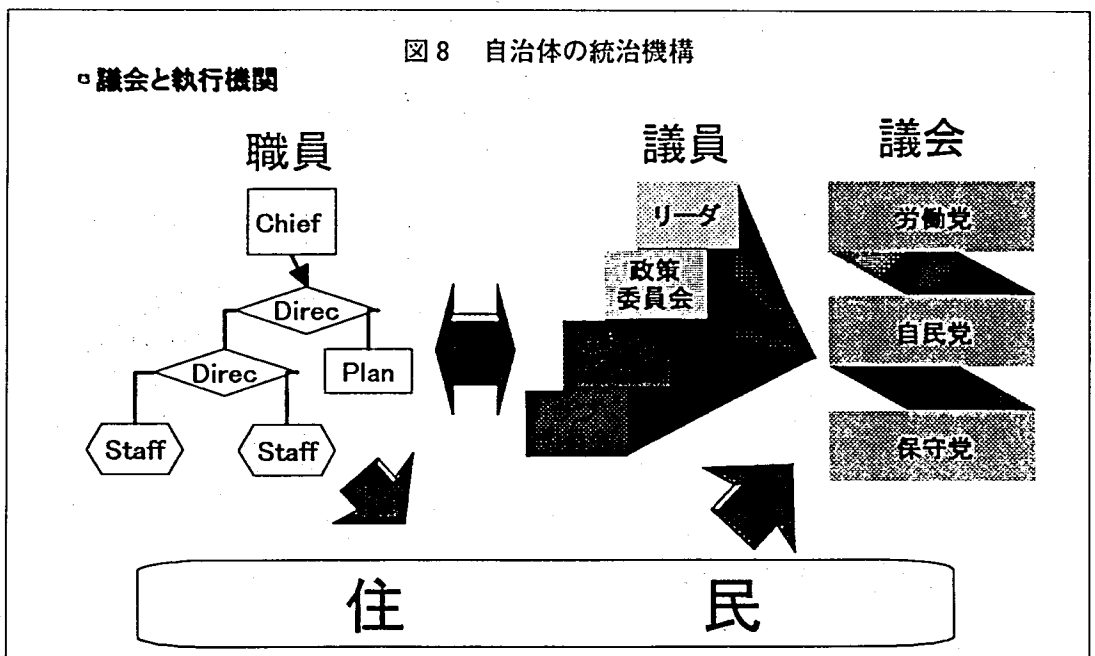 図8 自治体の統治機構
議会と執行機関
職員
議員
議会
Chief
Direc
Direc
Plan
Staff
Staff
リーダ
政策
委員会
労働党
自民党
保守党
住民